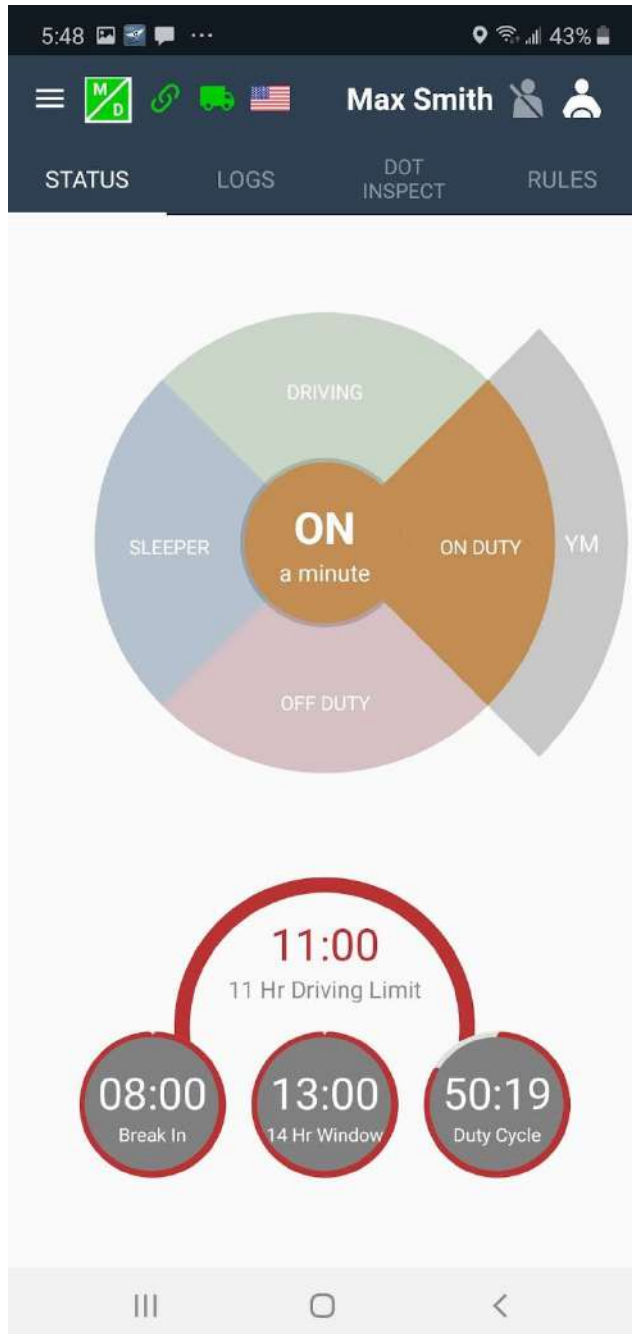 5:48 ... 43%
M/D Max Smith
STATUS LOGS DOT INSPECT RULES
DRIVING
SLEEPER ON a minute ON DUTY YM
OFF DUTY
11:00
11 Hr Driving Limit
08:00 13:00 50:19
Break In 14 Hr Window Duty Cycle